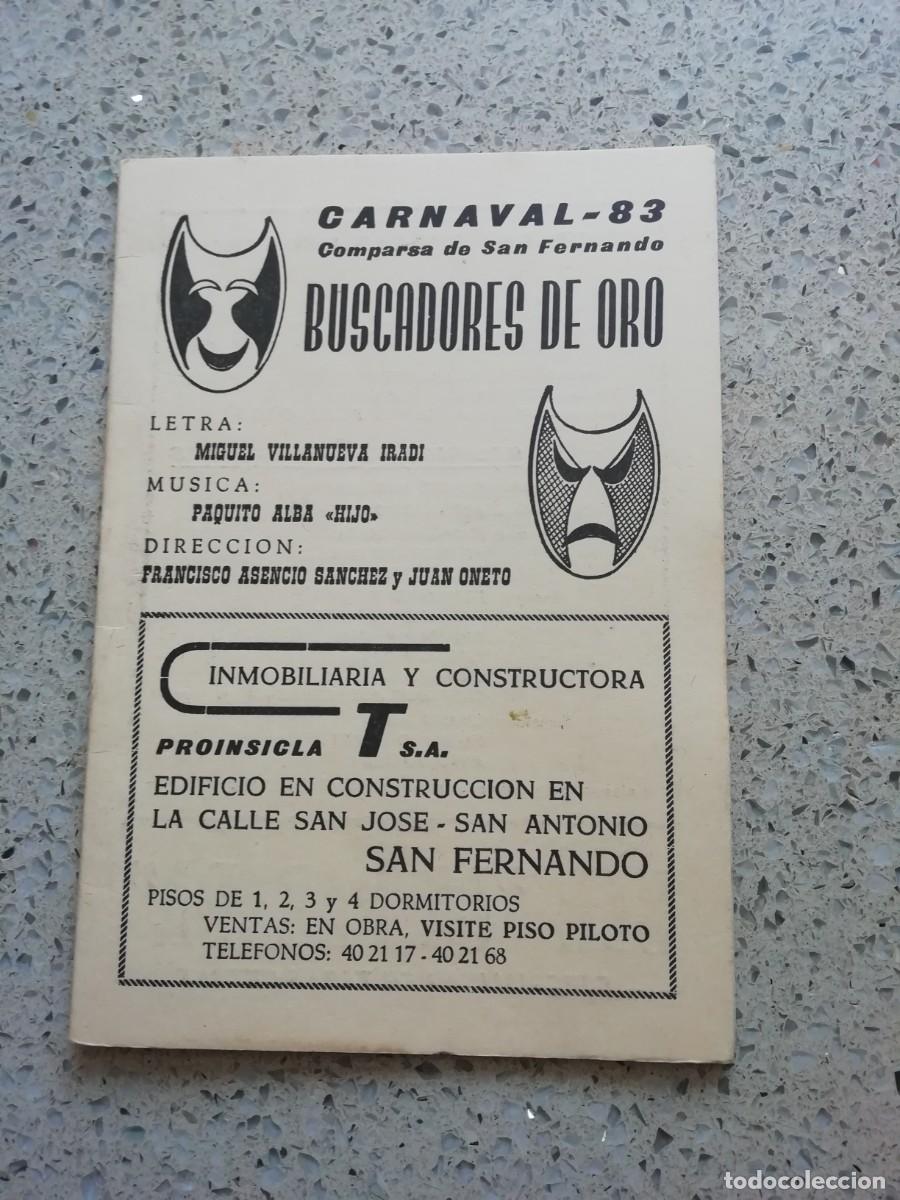 CARNAVAL-83
Comparsa de San Fernando
BUSCADORES DE ORO
LETRA:
MIGUEL VILLANUEVA IRADI
MUSICA:
PAQUITO ALBA «HIJO»
DIRECCION:
FRANCISCO ASENCIO SANCHEZ y JUAN ONETO
INMOBILIARIA Y CONSTRUCTORA
PROINSICLA T S.A.
EDIFICIO EN CONSTRUCCION EN
LA CALLE SAN JOSE - SAN ANTONIO
SAN FERNANDO
PISOS DE 1, 2, 3 y 4 DORMITORIOS
VENTAS: EN OBRA, VISITE PISO PILOTO
TELEFONOS: 40 21 17 - 40 21 68
todocoleccion